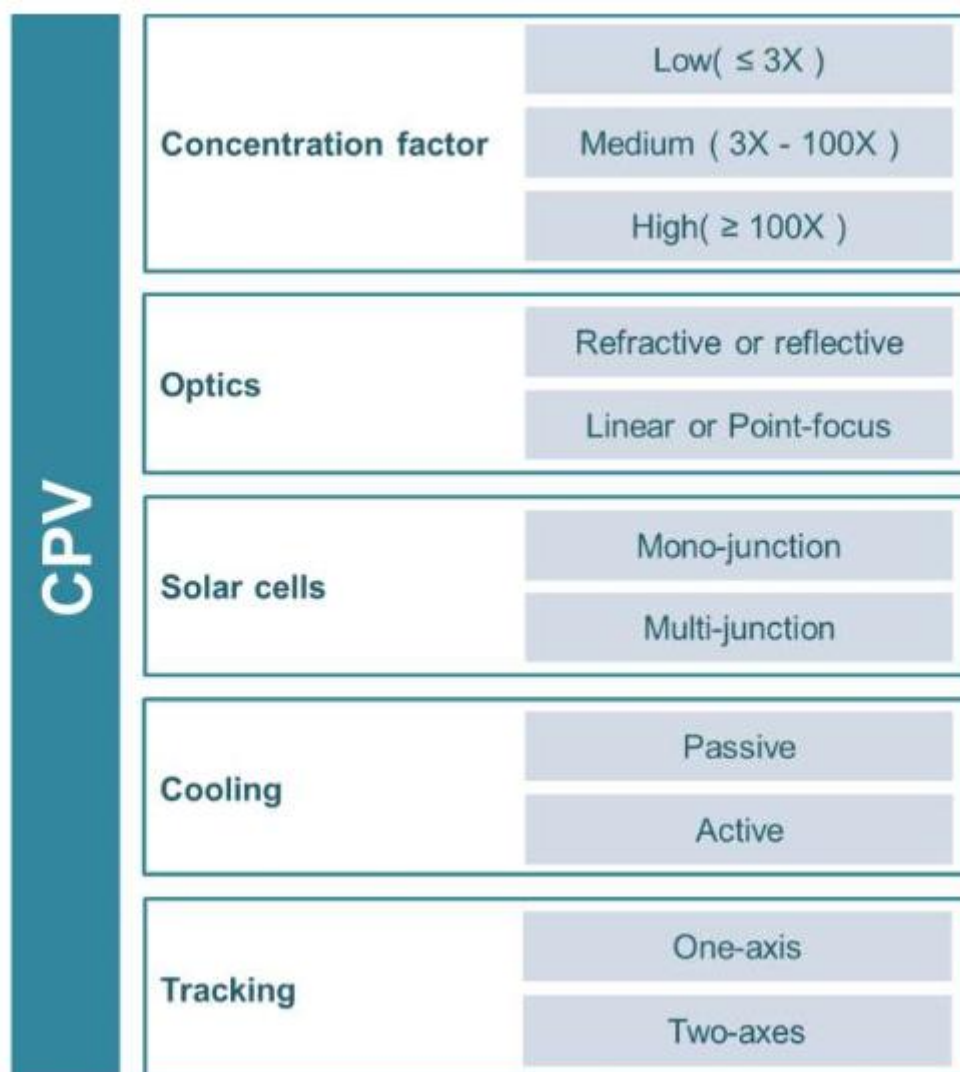 CPV
Concentration factor
Low( ≤ 3X )
Medium ( 3X - 100X )
High( ≥ 100X )
Optics
Refractive or reflective
Linear or Point-focus
Solar cells
Mono-junction
Multi-junction
Cooling
Passive
Active
Tracking
One-axis
Two-axes